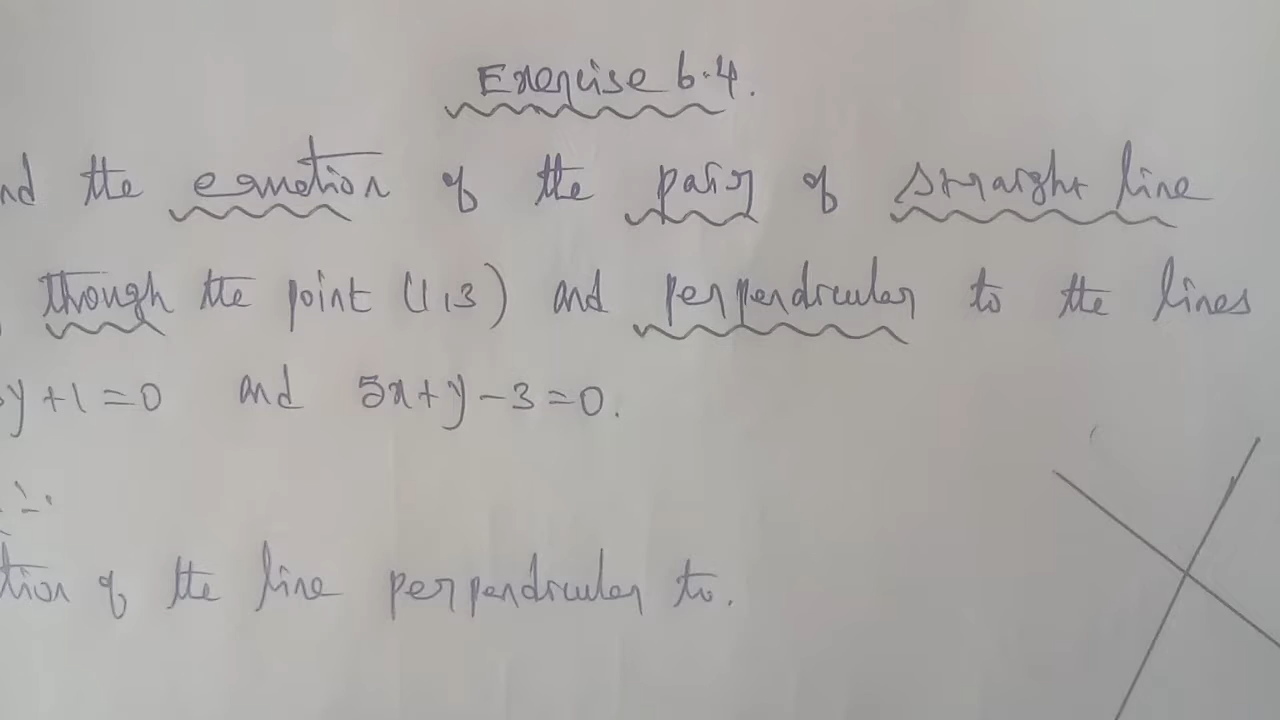 Exercise 6.4.
nd the equation of the pair of straight line
though the point (1,3) and perpendicular to the lines
y+1=0 and 5x+y-3=0.
tion of the line perpendicular to.